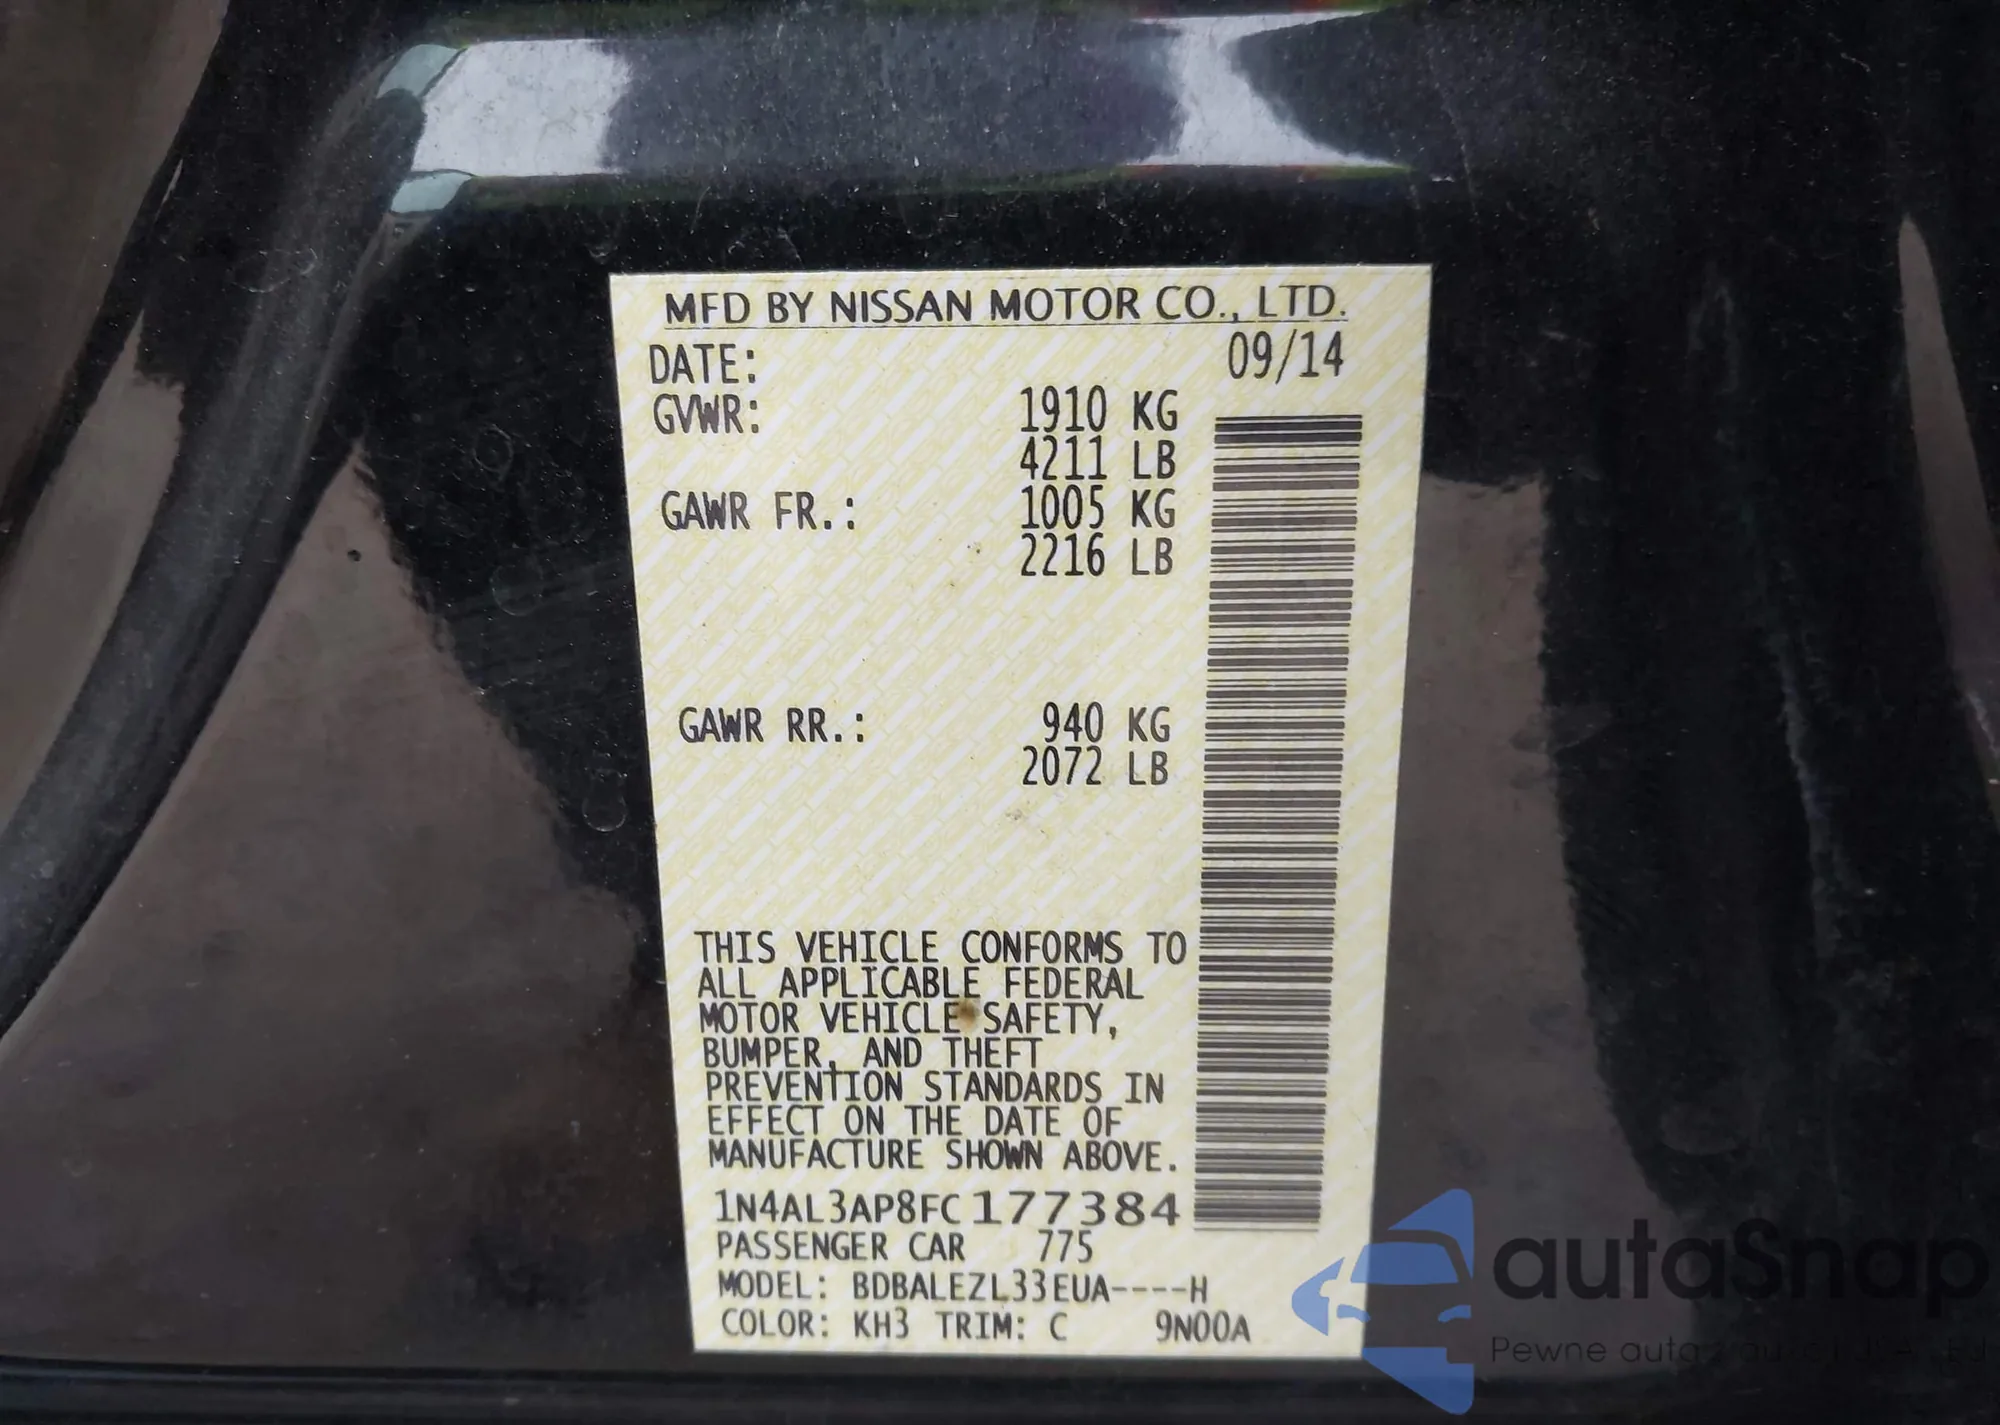 MFD BY NISSAN MOTOR CO., LTD.
DATE: 09/14
GVWR: 1910 KG
4211 LB
GAWR FR.: 1005 KG
2216 LB
GAWR RR.: 940 KG
2072 LB
THIS VEHICLE CONFORMS TO
ALL APPLICABLE FEDERAL
MOTOR VEHICLE SAFETY,
BUMPER, AND THEFT
PREVENTION STANDARDS IN
EFFECT ON THE DATE OF
MANUFACTURE SHOWN ABOVE.
1N4AL3AP8FC177384
PASSENGER CAR 775
MODEL: BDBALEZL33EUA----H
COLOR: KH3 TRIM: C 9N00A
autaSnap
Pewne auta